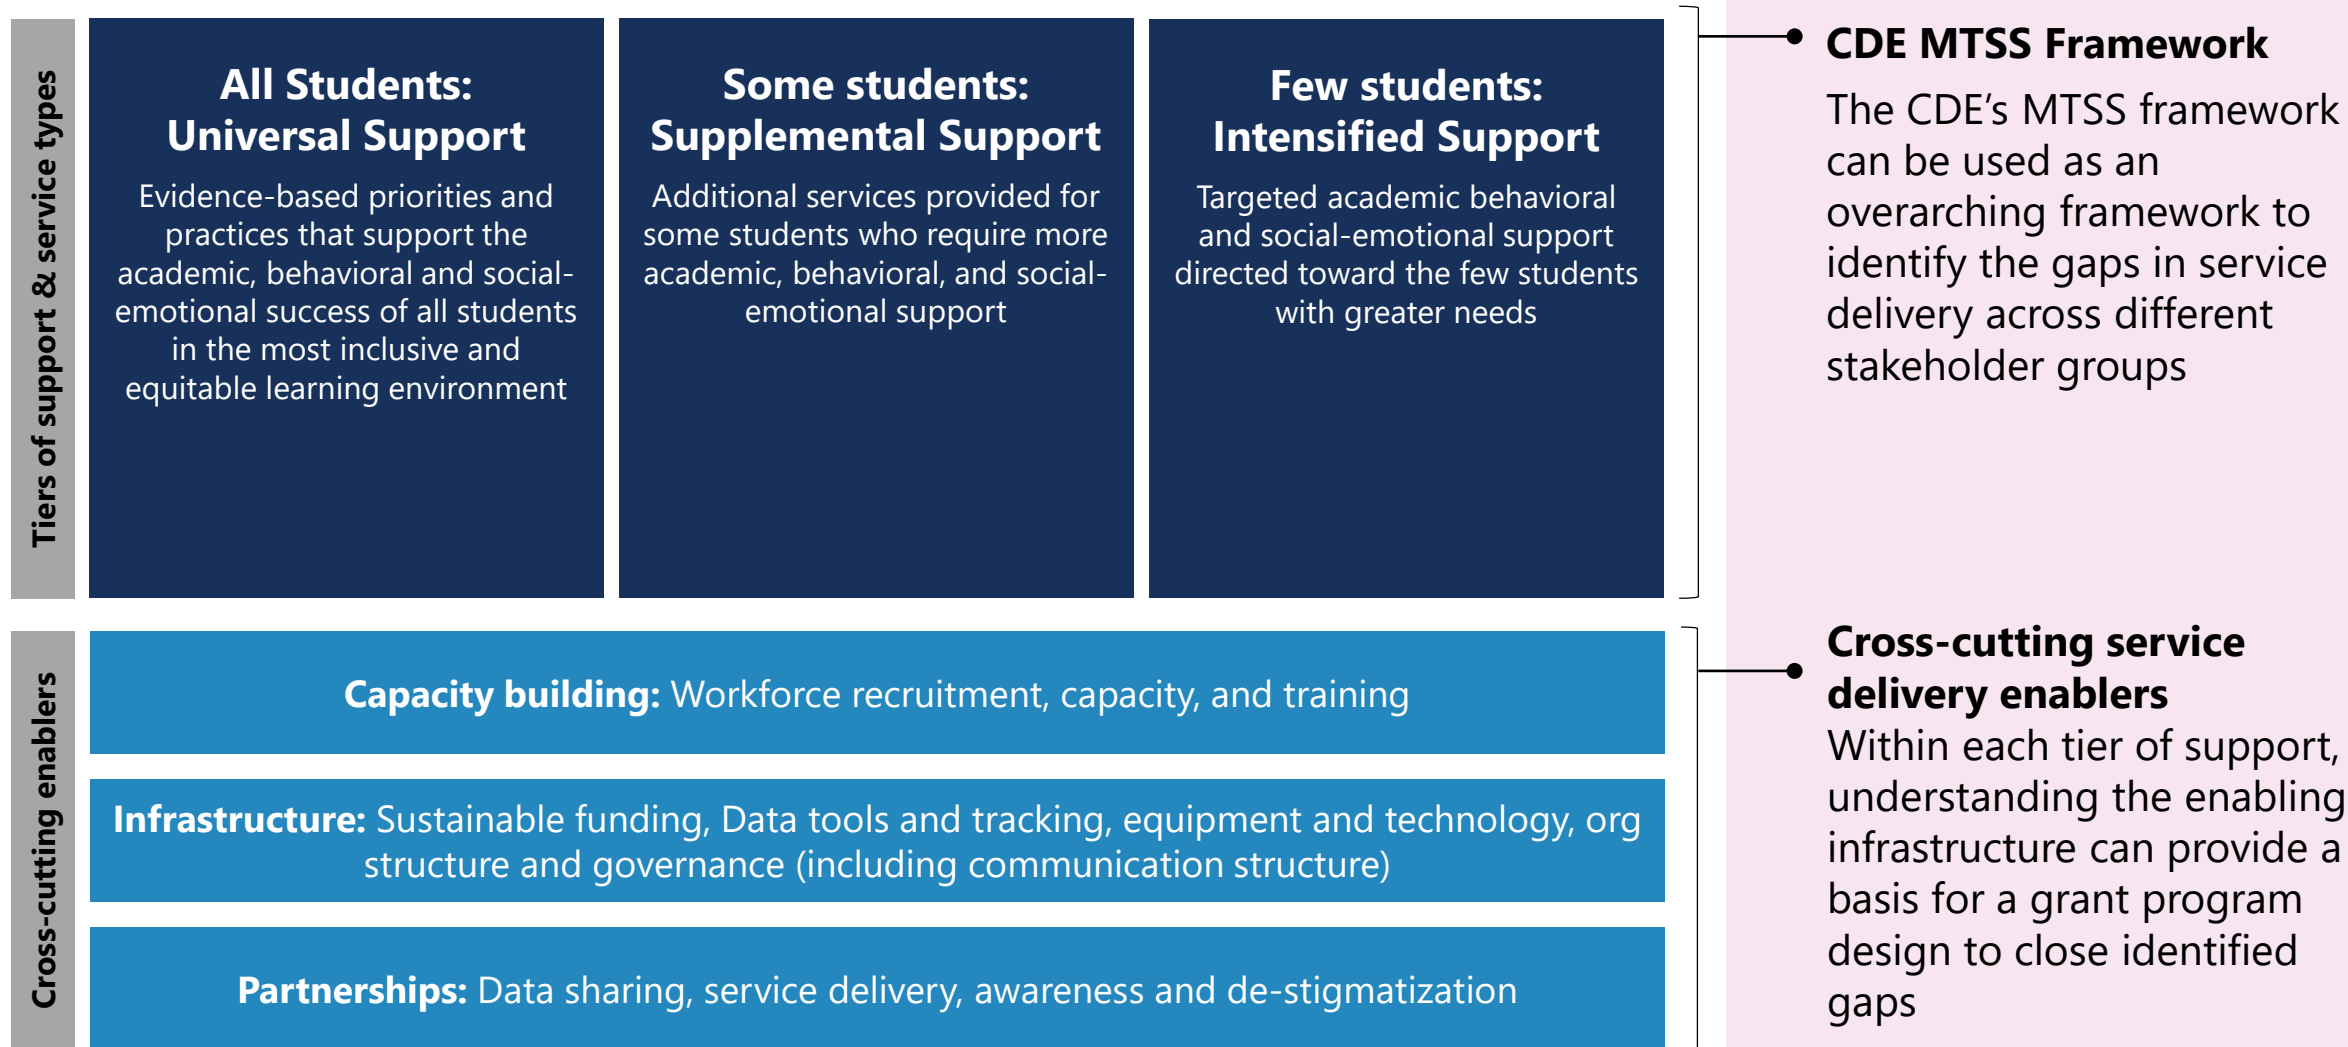 Tiers of support & service types
All Students:
Universal Support
Evidence-based priorities and
practices that support the
academic, behavioral and social-
emotional success of all students
in the most inclusive and
equitable learning environment
Some students:
Supplemental Support
Additional services provided for
some students who require more
academic, behavioral, and social-
emotional support
Few students:
Intensified Support
Targeted academic behavioral
and social-emotional support
directed toward the few students
with greater needs
CDE MTSS Framework
The CDE’s MTSS framework
can be used as an
overarching framework to
identify the gaps in service
delivery across different
stakeholder groups
Cross-cutting enablers
Capacity building: Workforce recruitment, capacity, and training
Infrastructure: Sustainable funding, Data tools and tracking, equipment and technology, org
structure and governance (including communication structure)
Partnerships: Data sharing, service delivery, awareness and de-stigmatization
Cross-cutting service
delivery enablers
Within each tier of support,
understanding the enabling
infrastructure can provide a
basis for a grant program
design to close identified
gaps